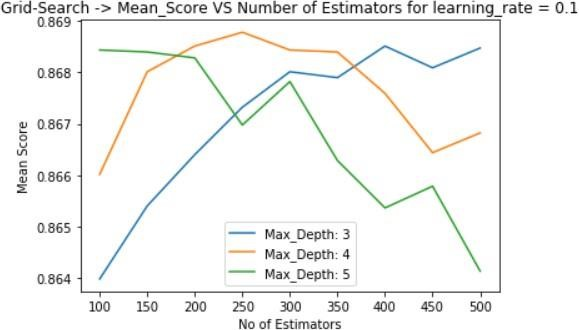 Grid-Search -> Mean_Score VS Number of Estimators for learning_rate = 0.1
0.869
0.868
0.867
0.866
0.865
0.864
Mean Score
Max_Depth: 3
Max_Depth: 4
Max_Depth: 5
100 150 200 250 300 350 400 450 500
No of Estimators